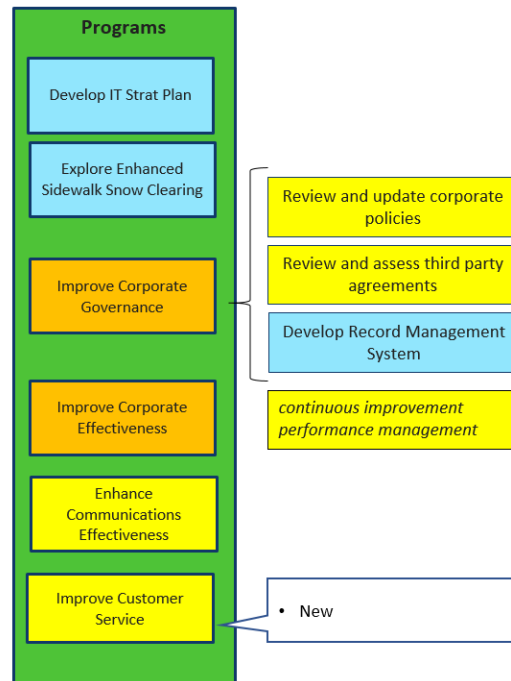 Programs
Develop IT Strat Plan
Explore Enhanced
Sidewalk Snow Clearing
Improve Corporate
Governance
Review and update corporate
policies
Review and assess third party
agreements
Develop Record Management
System
Improve Corporate
Effectiveness
continuous improvement
performance management
Enhance
Communications
Effectiveness
Improve Customer
Service
• New